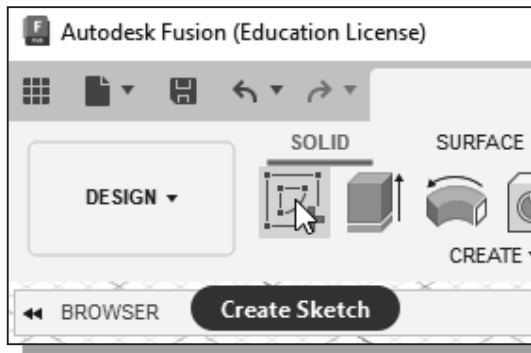 Autodesk Fusion (Education License)
SOLID SURFACE
DESIGN
CREATE
BROWSER Create Sketch